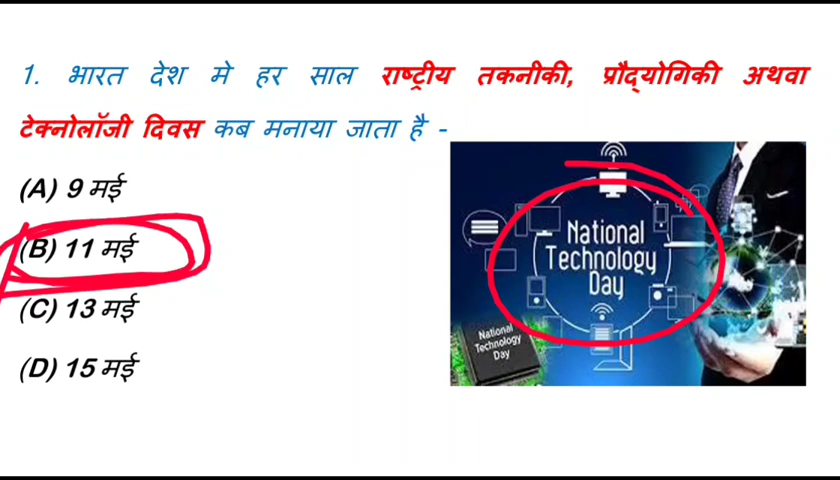 1. भारत देश मे हर साल राष्ट्रीय तकनीकी, प्रौद्योगिकी अथवा
टेक्नोलॉजी दिवस कब मनाया जाता है -
(A) 9 मई
(B) 11 मई
(C) 13 मई
(D) 15 मई
National
Technology
Day
National
Technology
Day